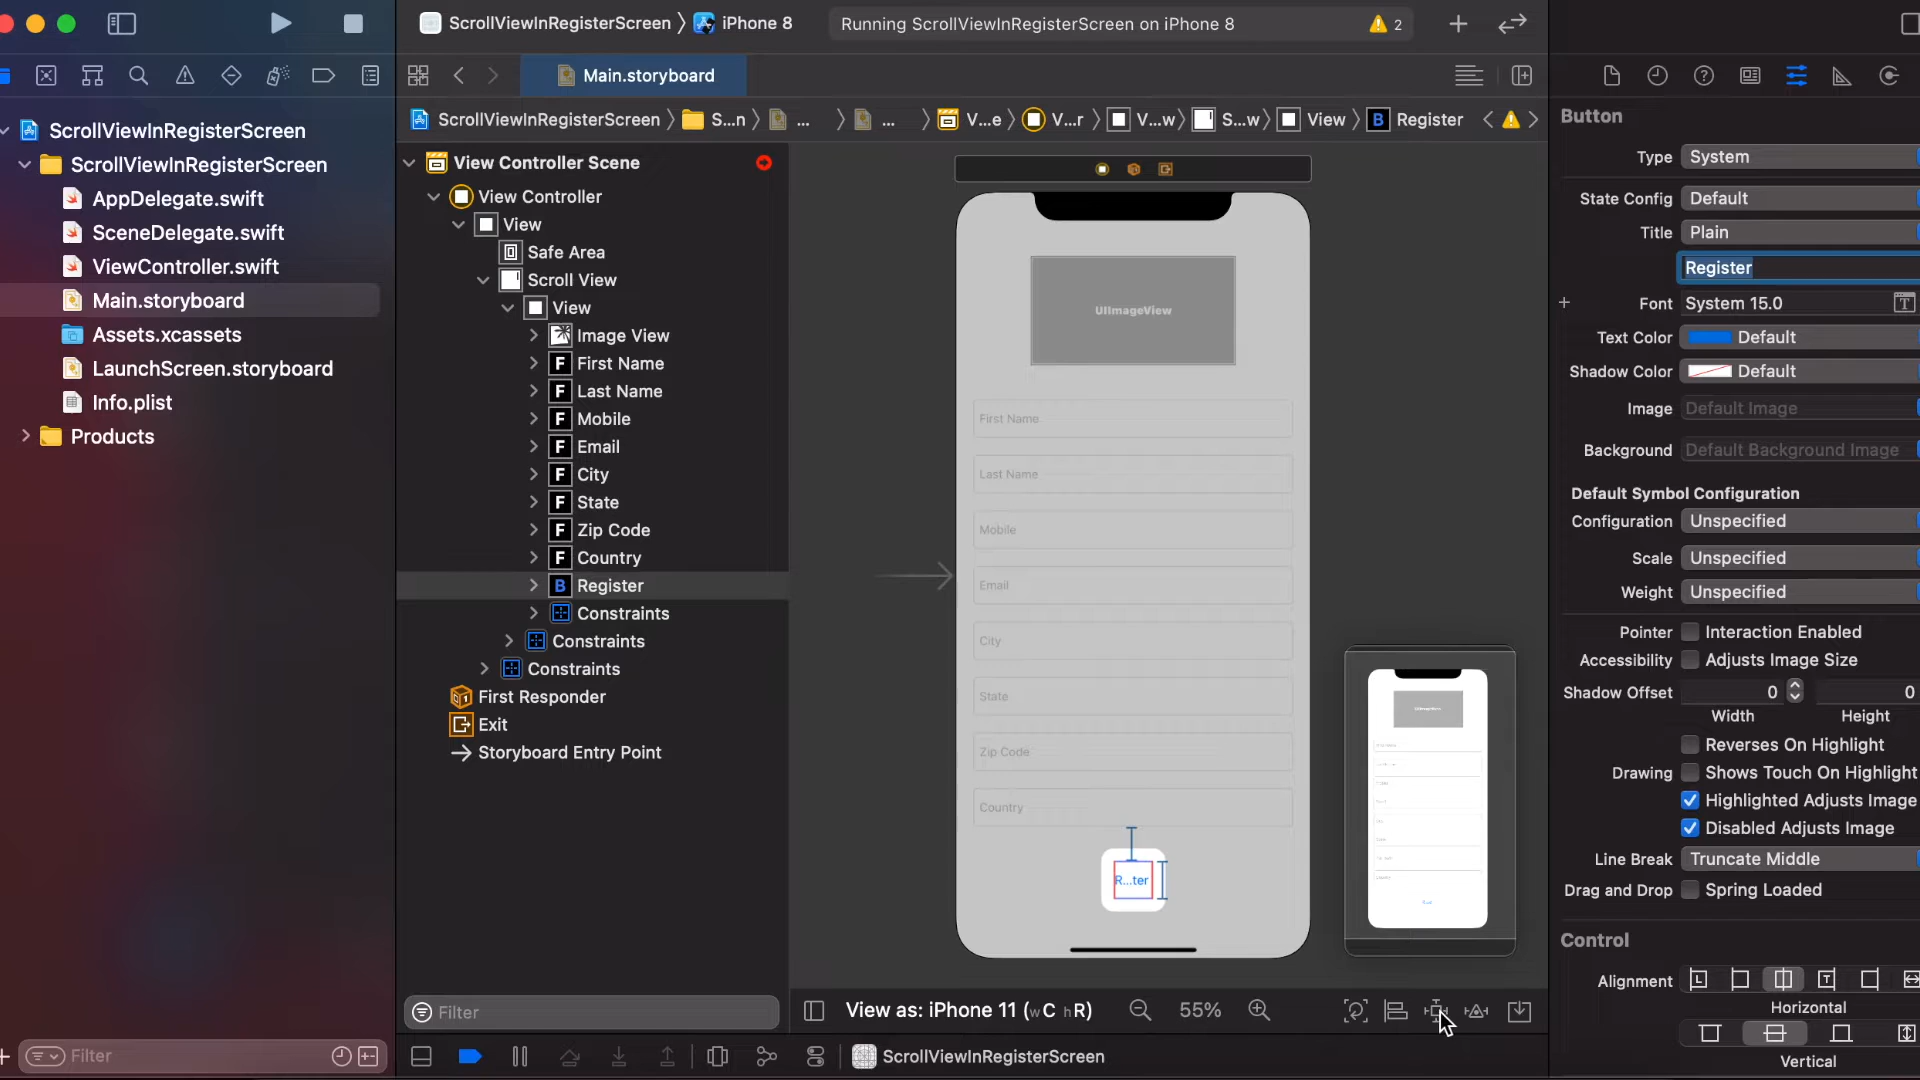 ScrollViewInRegisterScreen
iPhone 8
Running ScrollViewInRegisterScreen on iPhone 8
2
Main.storyboard
ScrollViewInRegisterScreen
S...n
...
...
V...e
V...r
V...w
S...w
View
B Register
ScrollViewInRegisterScreen
ScrollViewInRegisterScreen
AppDelegate.swift
SceneDelegate.swift
ViewController.swift
Main.storyboard
Assets.xcassets
LaunchScreen.storyboard
Info.plist
Products
Filter
View Controller Scene
View Controller
View
Safe Area
Scroll View
View
Image View
F First Name
F Last Name
F Mobile
F Email
F City
F State
F Zip Code
F Country
B Register
Constraints
Constraints
Constraints
First Responder
Exit
Storyboard Entry Point
Filter
UIImageView
First Name
Last Name
Mobile
Email
City
State
Zip Code
Country
R...ter
View as: iPhone 11 (wC hR)
55%
ScrollViewInRegisterScreen
Button
Type System
State Config Default
Title Plain
Register
Font System 15.0
Text Color Default
Shadow Color Default
Image Default Image
Background Default Background Image
Default Symbol Configuration
Configuration Unspecified
Scale Unspecified
Weight Unspecified
Pointer Interaction Enabled
Accessibility Adjusts Image Size
Shadow Offset 0 0
Width Height
Reverses On Highlight
Drawing Shows Touch On Highlight
Highlighted Adjusts Image
Disabled Adjusts Image
Line Break Truncate Middle
Drag and Drop Spring Loaded
Control
Alignment
Horizontal
Vertical